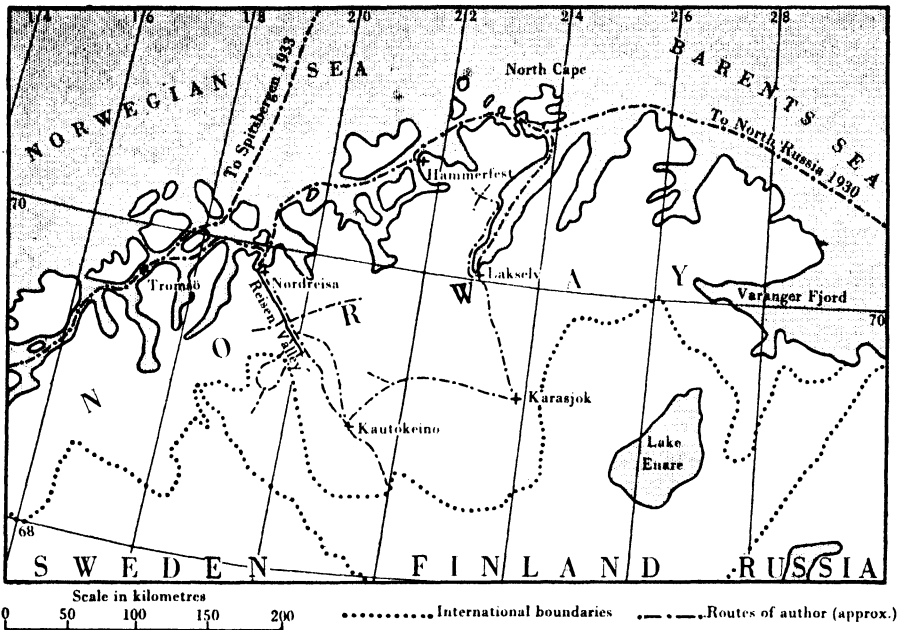 14 16 18 20 22 24 26 28
NORWEGIAN SEA
BARENTS SEA
To Spitsbergen 1933
North Cape
To North Russia 1930
Hammerfest
70
Tromsö
Nordreisa
Reisen Valley
Lakselv
Varanger Fjord
70
NORWAY
Karasjok
Kautokeino
Lake
Enare
68
SWEDEN FINLAND RUSSIA
Scale in kilometres
0 50 100 150 200
International boundaries
Routes of author (approx.)